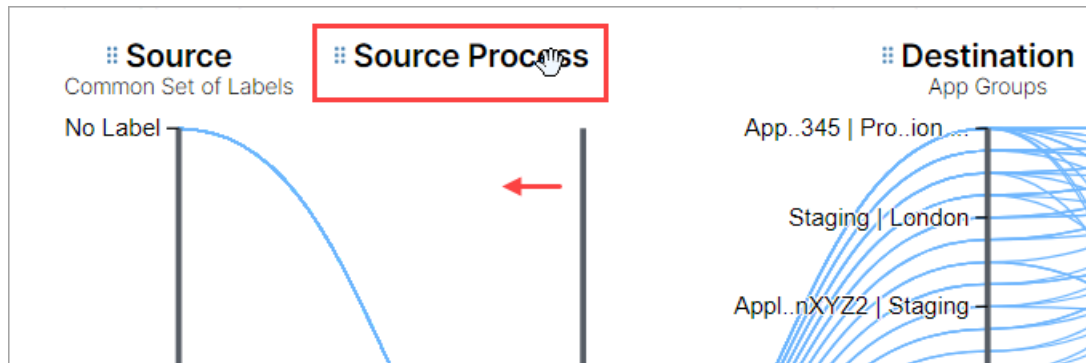 Source
Common Set of Labels
Source Process
Destination
App Groups
No Label
App..345 | Pro..ion ...
Staging | London
Appl..nXYZ2 | Staging